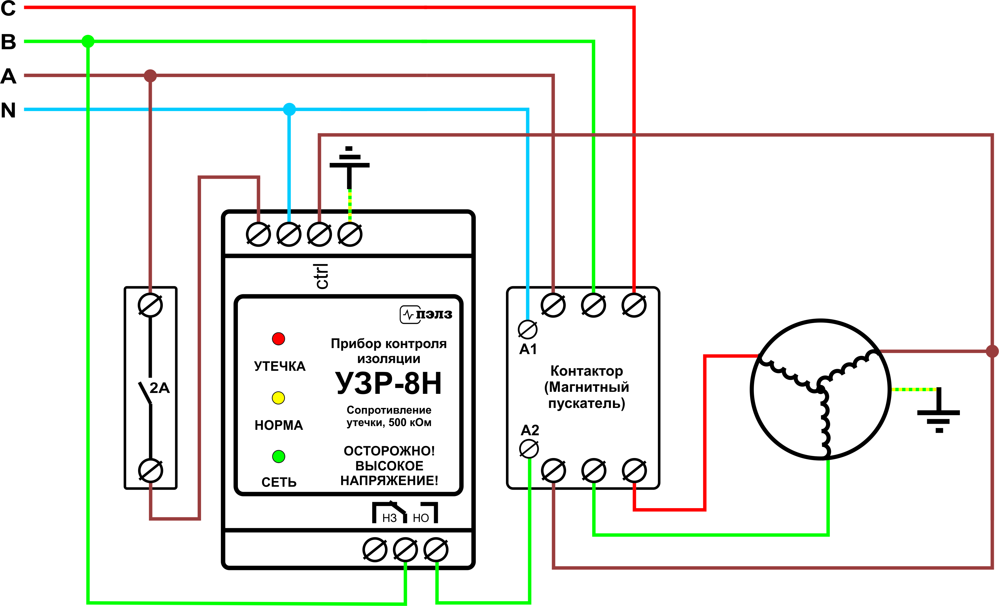 C
B
A
N
ctrl
пэлз
Прибор контроля
изоляции
УЗР-8Н
Сопротивление
утечки, 500 кОм
ОСТОРОЖНО!
ВЫСОКОЕ
НАПРЯЖЕНИЕ!
УТЕЧКА
НОРМА
СЕТЬ
2А
НЗ
НО
А1
Контактор
(Магнитный
пускатель)
А2